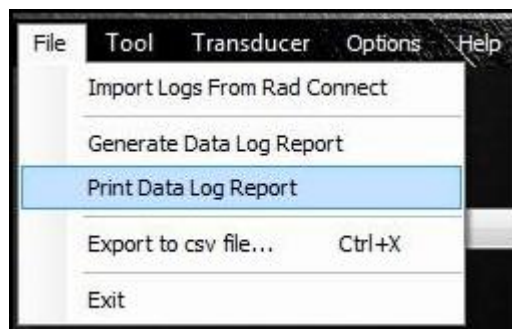 File Tool Transducer Options Help
Import Logs From Rad Connect
Generate Data Log Report
Print Data Log Report
Export to csv file... Ctrl+X
Exit